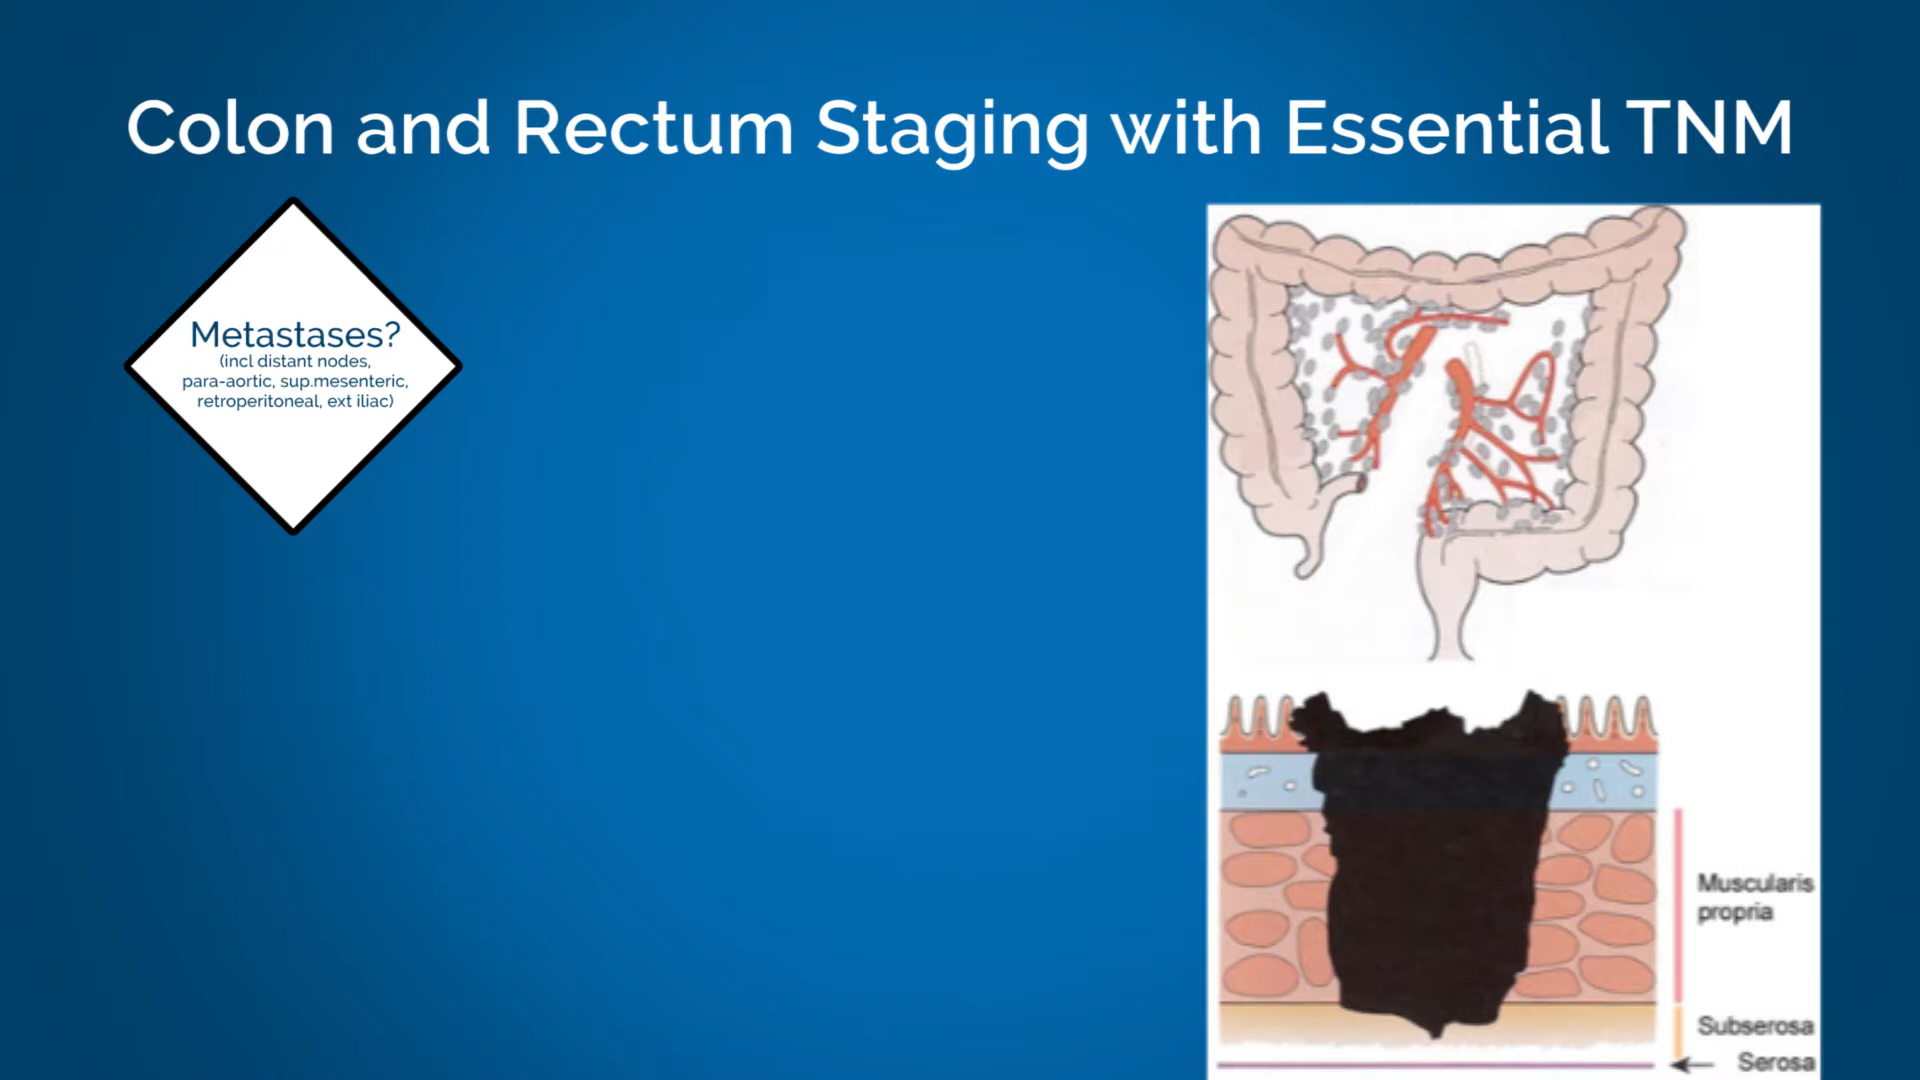 Colon and Rectum Staging with Essential TNM
Metastases?
(incl distant nodes,
para-aortic, sup.mesenteric,
retroperitoneal, ext iliac)
Muscularis
propria
Subserosa
Serosa